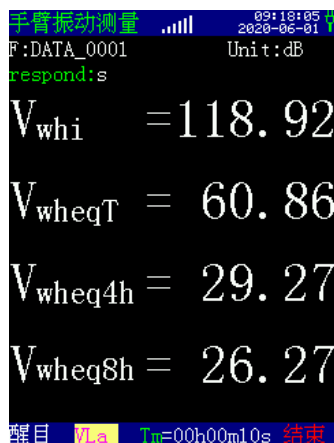 手臂振动测量 09:18:05
2020-06-01
F:DATA_0001 Unit:dB
respond:s
Vwhi =118.92
VwheqT = 60.86
Vwheq4h = 29.27
Vwheq8h = 26.27
醒目 VLa Tm=00h00m10s 结束